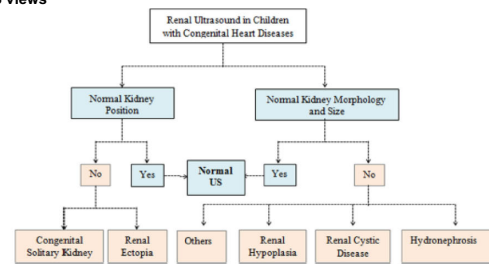 Renal Ultrasound in Children
with Congenital Heart Diseases
Normal Kidney
Position
Normal Kidney Morphology
and Size
No
Yes
Normal
US
Yes
No
Congenital
Solitary Kidney
Renal
Ectopia
Others
Renal
Hypoplasia
Renal Cystic
Disease
Hydronephrosis